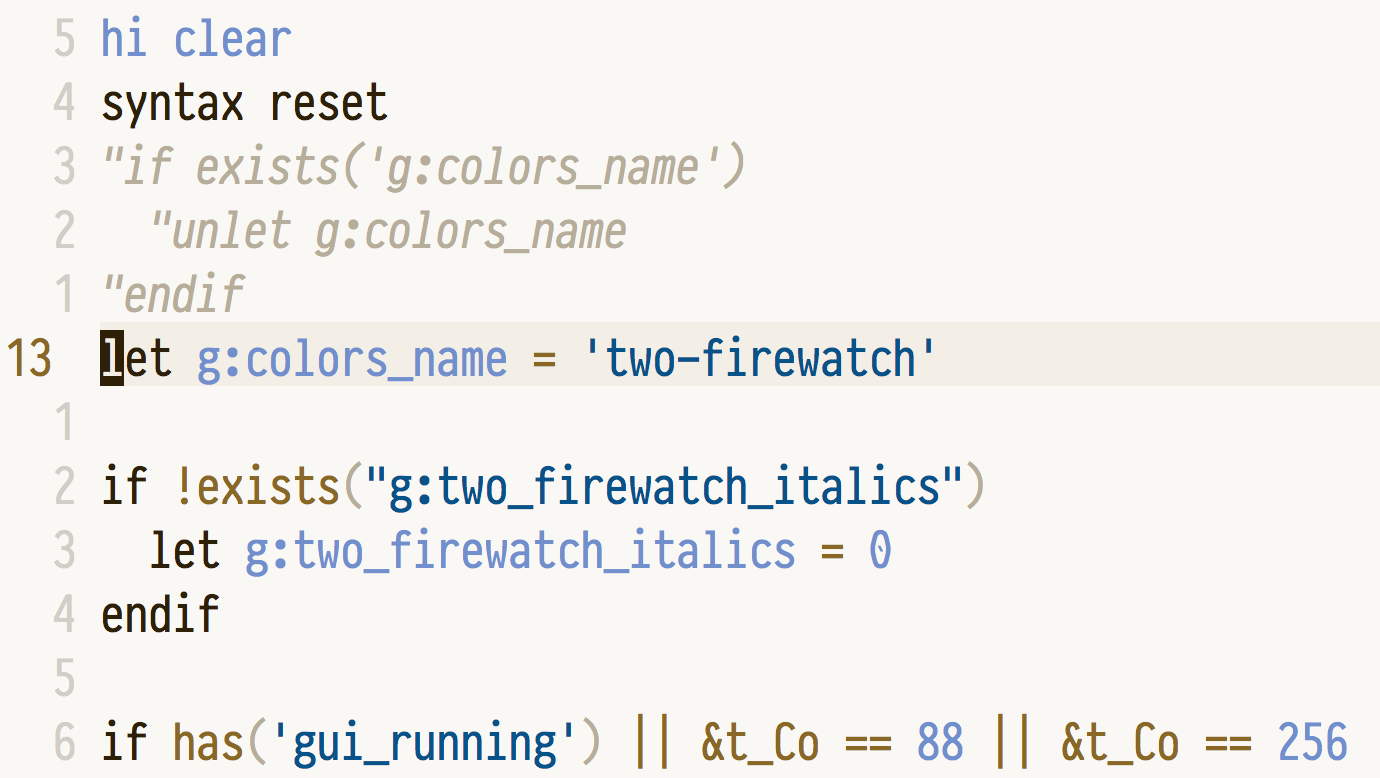 5 hi clear
4 syntax reset
3 "if exists('g:colors_name')
2   "unlet g:colors_name
1 "endif
13 let g:colors_name = 'two-firewatch'
1
2 if !exists("g:two_firewatch_italics")
3   let g:two_firewatch_italics = 0
4 endif
5
6 if has('gui_running') || &t_Co == 88 || &t_Co == 256